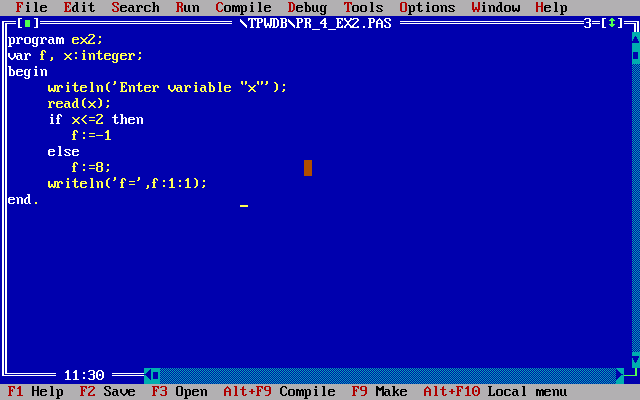 File Edit Search Run Compile Debug Tools Options Window Help
[■] \TPWDB\PR_4_EX2.PAS 3=[↕]
program ex2;
var f, x:integer;
begin
     writeln('Enter variable "x"');
     read(x);
     if x<=2 then
        f:=-1
     else
        f:=8;
     writeln('f=',f:1:1);
end.
11:30
F1 Help F2 Save F3 Open Alt+F9 Compile F9 Make Alt+F10 Local menu